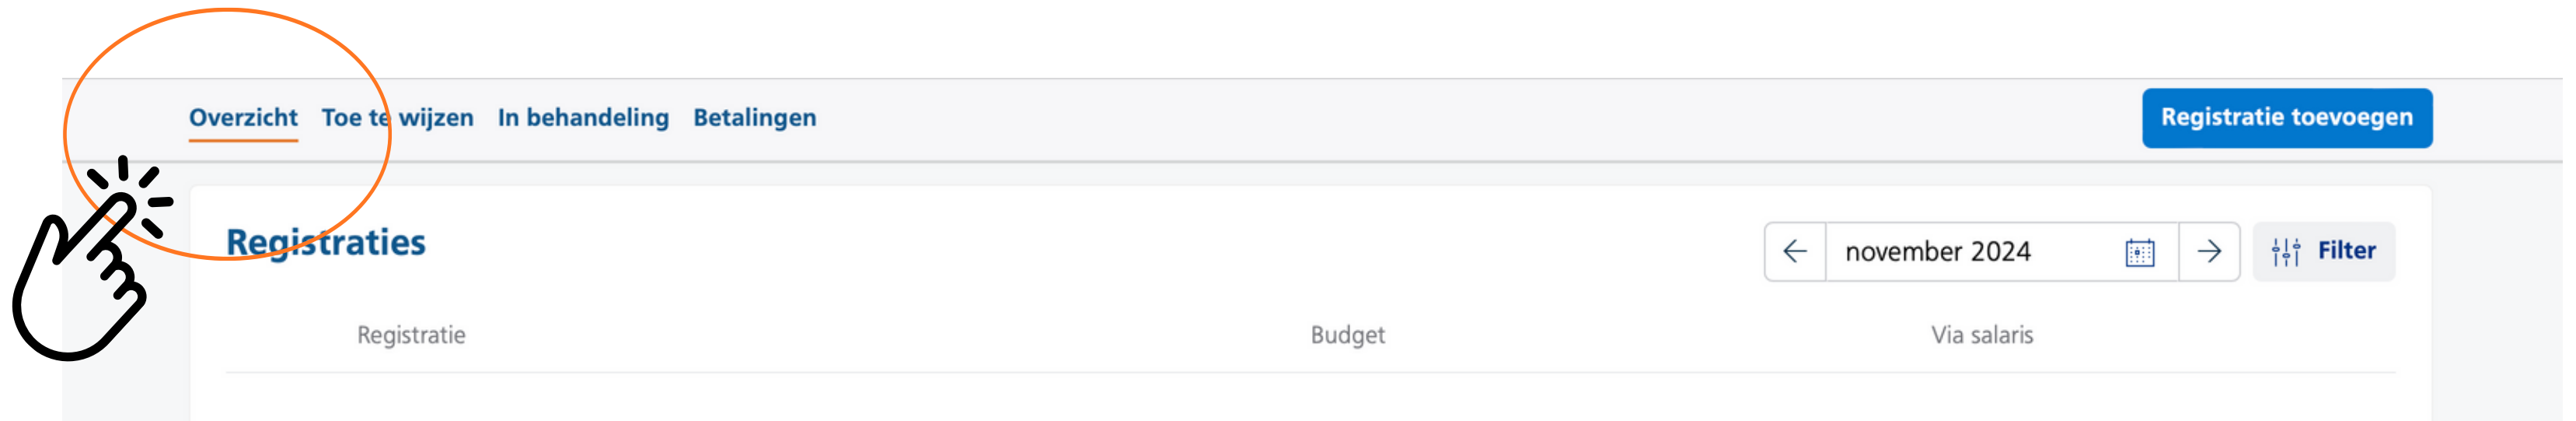 Overzicht Toe te wijzen In behandeling Betalingen Registratie toevoegen
Registraties november 2024 Filter
Registratie Budget Via salaris